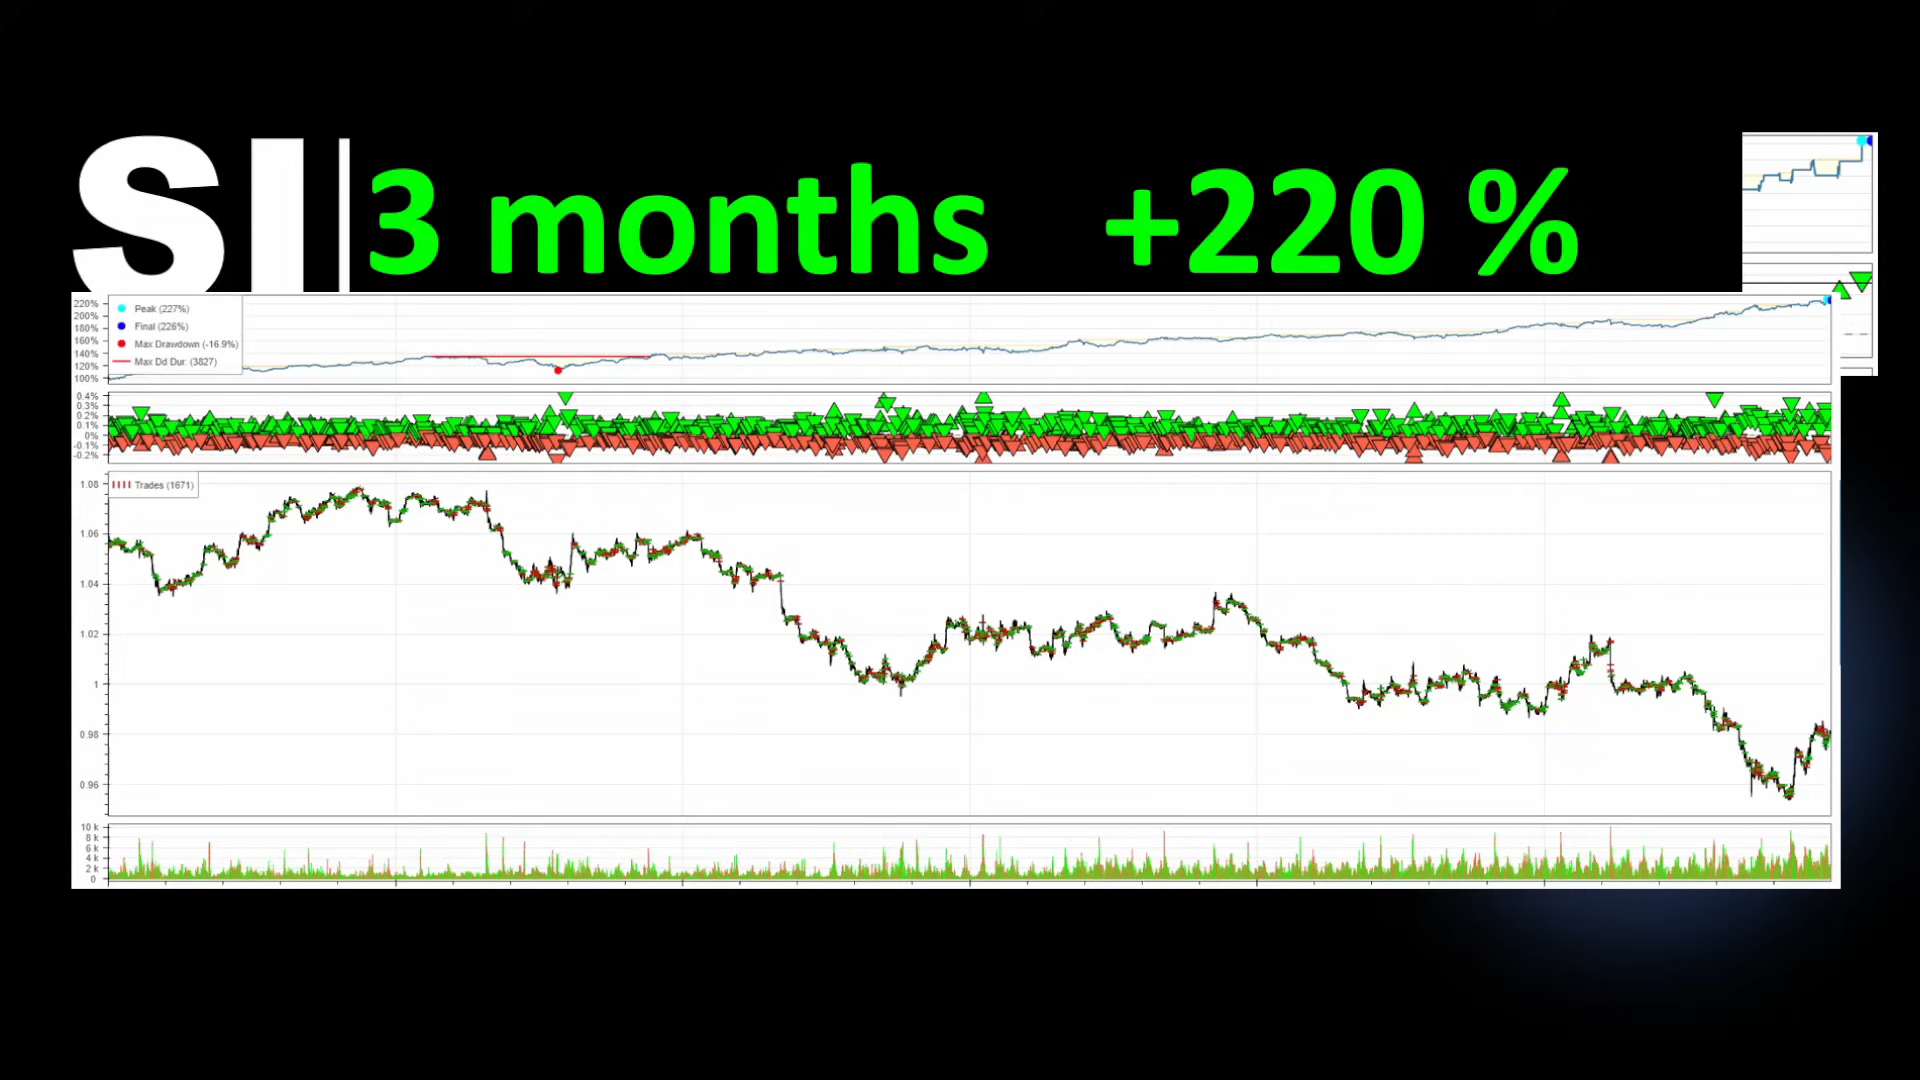 SI
3 months +220 %
220%
200%
180%
160%
140%
120%
100%
Peak (227%)
Final (226%)
Max Drawdown (-16.9%)
Max Dd Dur. (3827)
0.4%
0.3%
0.2%
0.1%
0%
-0.1%
-0.2%
Trades (1671)
1.08
1.06
1.04
1.02
1
0.98
0.96
10 k
8 k
6 k
4 k
2 k
0